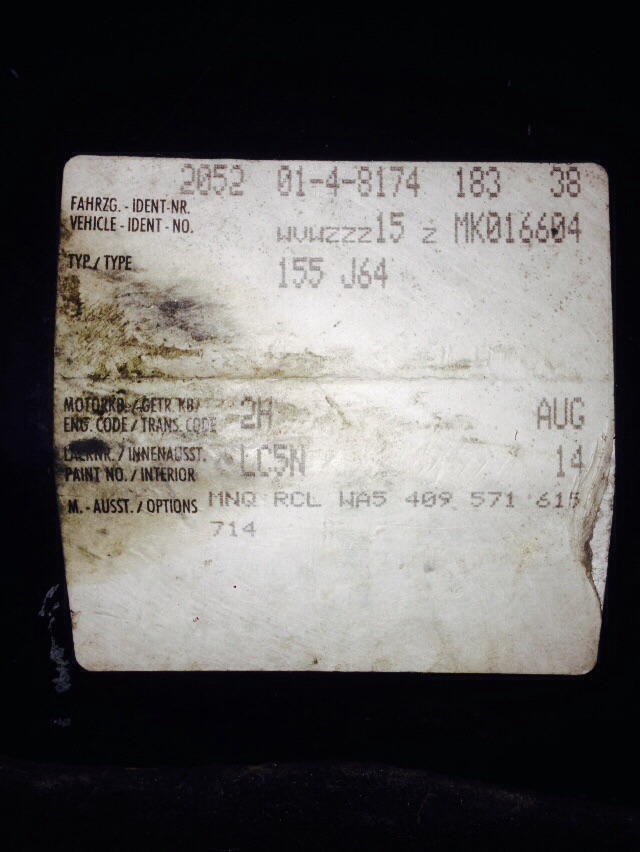 2052 01-4-8174 183 38
FAHRZG. - IDENT-NR.
VEHICLE - IDENT - NO. WVWZZZ15 Z MK016604
TYP / TYPE 155 J64
MOTORKB. / GETR. KB/
ENG. CODE / TRANS. CODE 2H AUG
LACKNR. / INNENAUSST.
PAINT NO. / INTERIOR LC5N 14
M. - AUSST. / OPTIONS MNQ RCL WA5 409 571 615
714